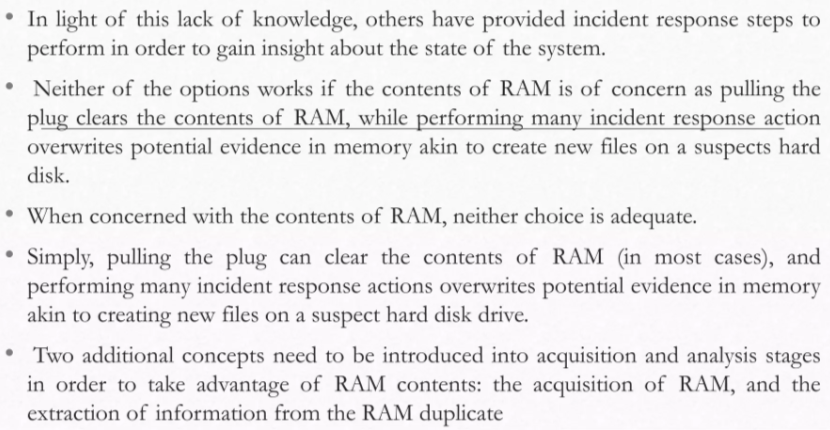 • In light of this lack of knowledge, others have provided incident response steps to
perform in order to gain insight about the state of the system.
• Neither of the options works if the contents of RAM is of concern as pulling the
plug clears the contents of RAM, while performing many incident response action
overwrites potential evidence in memory akin to create new files on a suspects hard
disk.
• When concerned with the contents of RAM, neither choice is adequate.
• Simply, pulling the plug can clear the contents of RAM (in most cases), and
performing many incident response actions overwrites potential evidence in memory
akin to creating new files on a suspect hard disk drive.
• Two additional concepts need to be introduced into acquisition and analysis stages
in order to take advantage of RAM contents: the acquisition of RAM, and the
extraction of information from the RAM duplicate